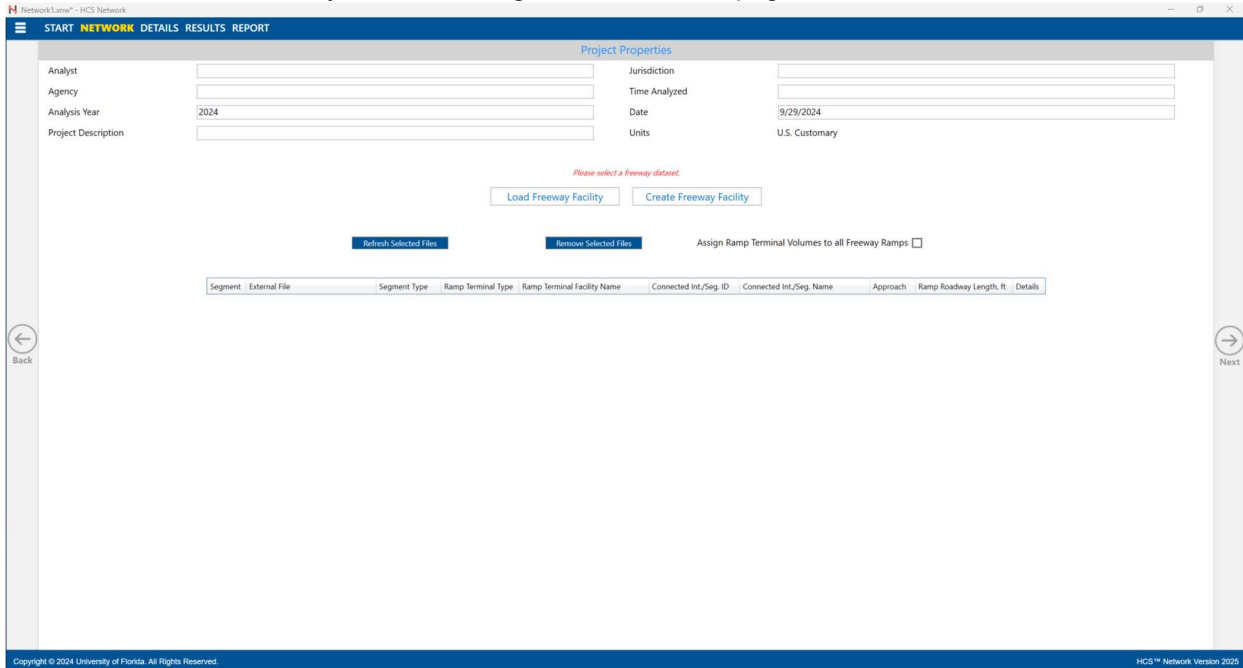 Network1.xnw* - HCS Network
START NETWORK DETAILS RESULTS REPORT
Project Properties
Analyst Jurisdiction
Agency Time Analyzed
Analysis Year 2024 Date 9/29/2024
Project Description Units U.S. Customary
Please select a freeway dataset.
Load Freeway Facility Create Freeway Facility
Refresh Selected Files Remove Selected Files Assign Ramp Terminal Volumes to all Freeway Ramps
Segment External File Segment Type Ramp Terminal Type Ramp Terminal Facility Name Connected Int./Seg. ID Connected Int./Seg. Name Approach Ramp Roadway Length, ft Details
Back Next
Copyright © 2024 University of Florida. All Rights Reserved. HCS™ Network Version 2025